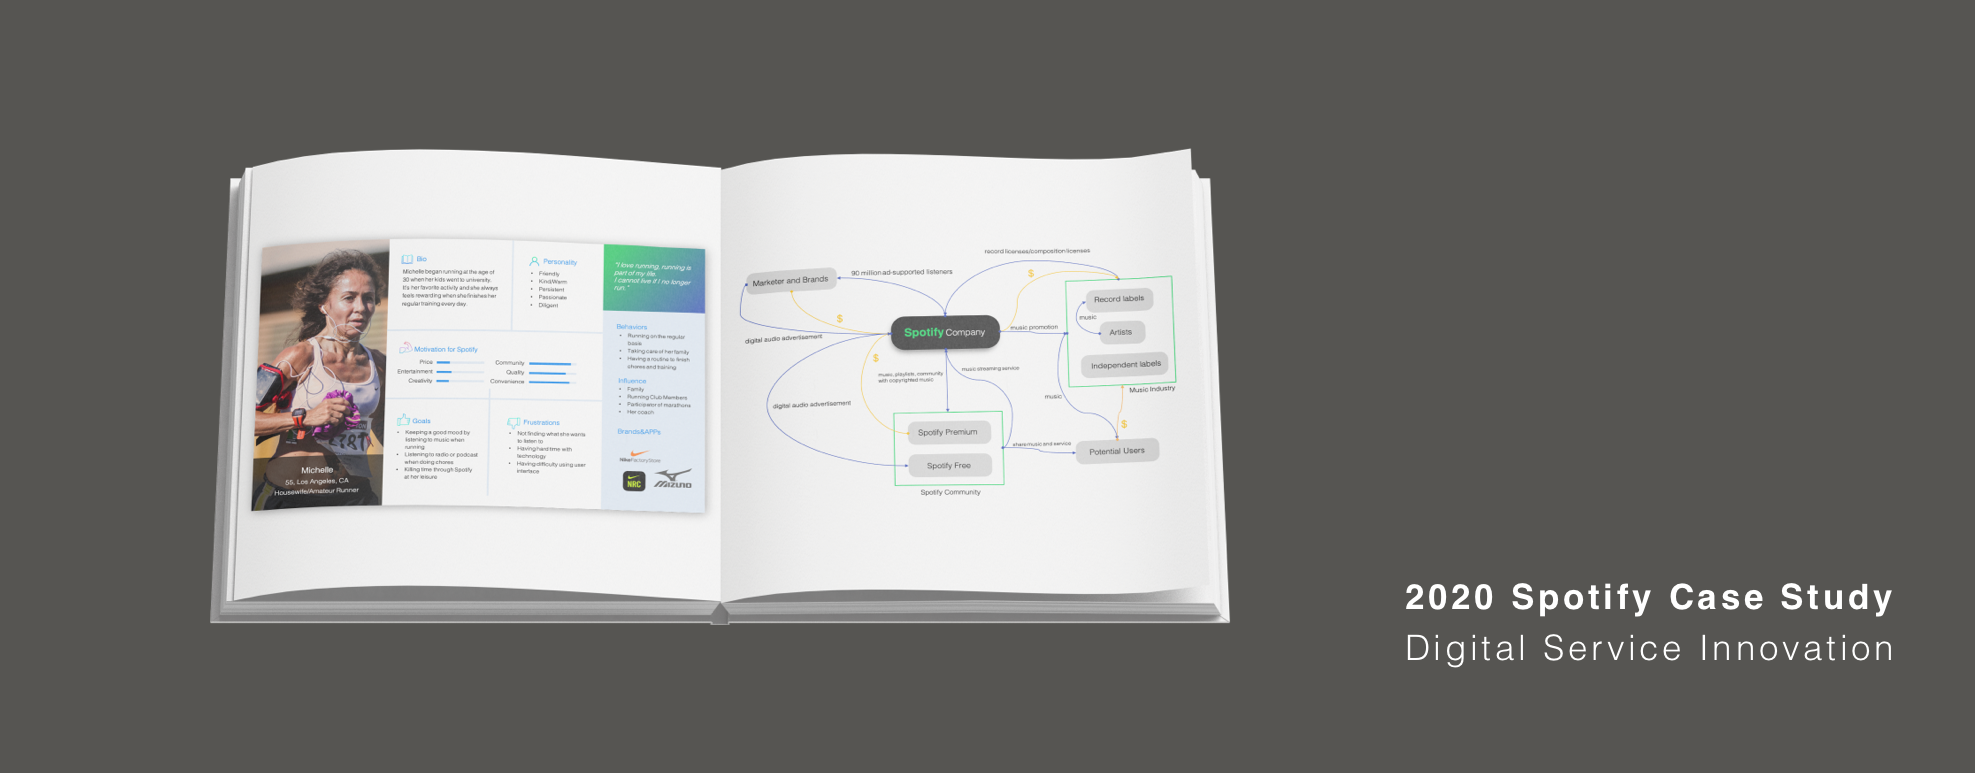 Bio
Michelle began running at the age of
30 when her kids went to university.
It's her favorite activity and she always
feels rewarding when she finishes her
regular training every day.
Personality
• Friendly
• Kind/Warm
• Persistent
• Passionate
• Diligent
"I love running, running is
part of my life.
I cannot live if I no longer
run."
Motivation for Spotify
Price
Entertainment
Creativity
Community
Quality
Convenience
Behaviors
• Running on the regular
basis
• Taking care of her family
• Having a routine to finish
chores and training
Influence
• Family
• Running Club Members
• Participator of marathons
• Her coach
Goals
• Keeping a good mood by
listening to music when
running
• Listening to radio or podcast
when doing chores
• Killing time through Spotify
at her leisure
Frustrations
• Not finding what she wants
to listen to
• Having hard time with
technology
• Having difficulty using user
interface
Brands&APPs
NikeFactoryStore
NRC
MIZUNO
Michelle
55, Los Angeles, CA
Housewife/Amateur Runner
record licenses/composition licenses
$
Marketer and Brands
90 million ad-supported listeners
$
digital audio advertisement
Spotify Company
music promotion
Record labels
music
Artists
Independent labels
Music Industry
$
music, playlists, community
with copyrighted music
music streaming service
digital audio advertisement
music
$
Spotify Premium
Spotify Free
Spotify Community
share music and service
Potential Users
2020 Spotify Case Study
Digital Service Innovation